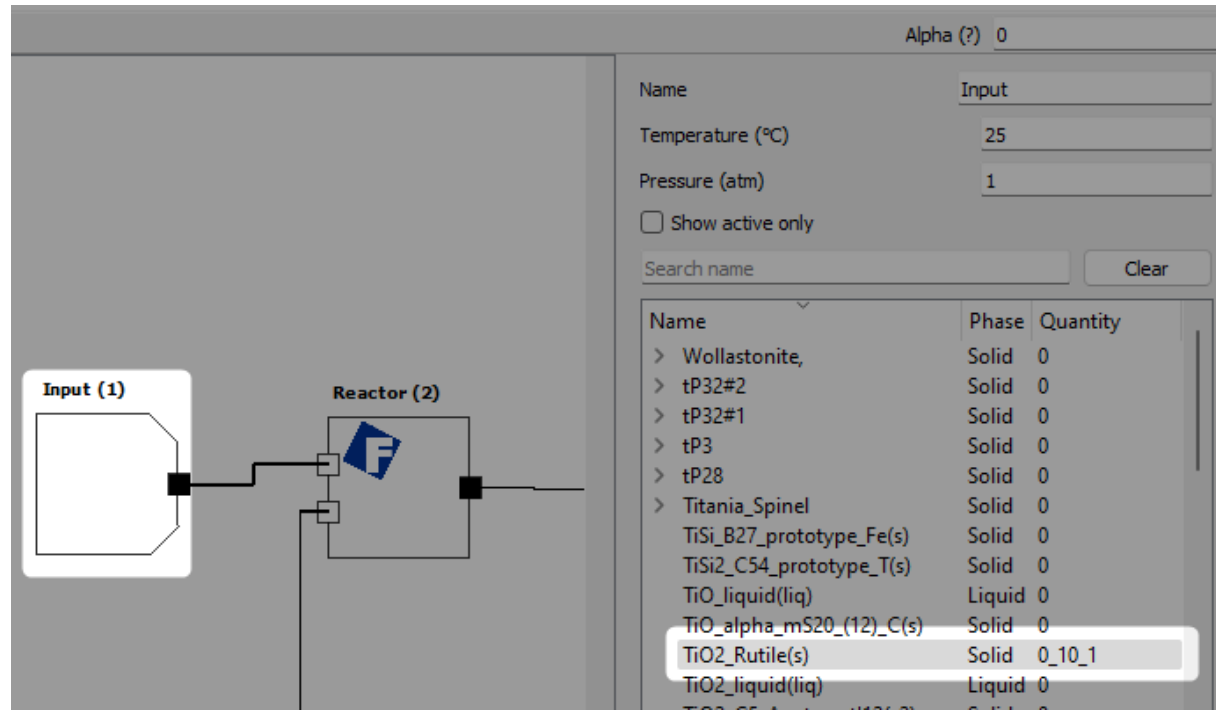 Alpha (?) 0
Name Input
Temperature (°C) 25
Pressure (atm) 1
Show active only
Search name Clear
Name Phase Quantity
Wollastonite, Solid 0
tP32#2 Solid 0
tP32#1 Solid 0
tP3 Solid 0
tP28 Solid 0
Titania_Spinel Solid 0
TiSi_B27_prototype_Fe(s) Solid 0
TiSi2_C54_prototype_T(s) Solid 0
TiO_liquid(liq) Liquid 0
TiO_alpha_mS20_(12)_C(s) Solid 0
TiO2_Rutile(s) Solid 0_10_1
TiO2_liquid(liq) Liquid 0
Input (1)
Reactor (2)
F